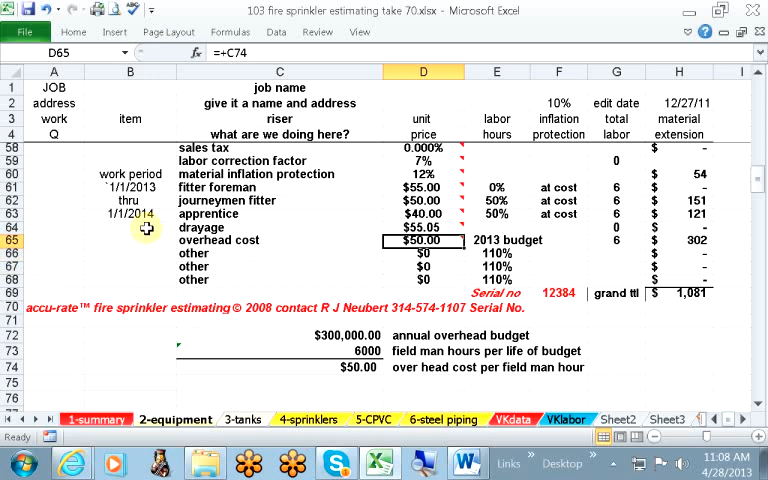 103 fire sprinkler estimating take 70.xlsx - Microsoft Excel
File Home Insert Page Layout Formulas Data Review View
D65 fx =+C74
A B C D E F G H I
1 JOB job name
2 address give it a name and address 10% edit date 12/27/11
3 work item riser unit labor inflation total material
4 Q what are we doing here? price hours protection labor extension
58 sales tax 0.000% $ -
59 labor correction factor 7% 0
60 work period material inflation protection 12% $ 54
61 `1/1/2013 fitter foreman $55.00 0% at cost 6 $ -
62 thru journeymen fitter $50.00 50% at cost 6 $ 151
63 1/1/2014 apprentice $40.00 50% at cost 6 $ 121
64 drayage $55.05 0 $ -
65 overhead cost $50.00 2013 budget 6 $ 302
66 other $0 110% $ -
67 other $0 110% $ -
68 other $0 110% $ -
69 Serial no 12384 grand ttl $ 1,081
70 accu-rate™ fire sprinkler estimating © 2008 contact R J Neubert 314-574-1107 Serial No.
71
72 $300,000.00 annual overhead budget
73 6000 field man hours per life of budget
74 $50.00 over head cost per field man hour
75
76
1-summary 2-equipment 3-tanks 4-sprinklers 5-CPVC 6-steel piping VKdata VKlabor Sheet2 Sheet3
Ready
Links » Desktop » 11:08 AM
4/28/2013